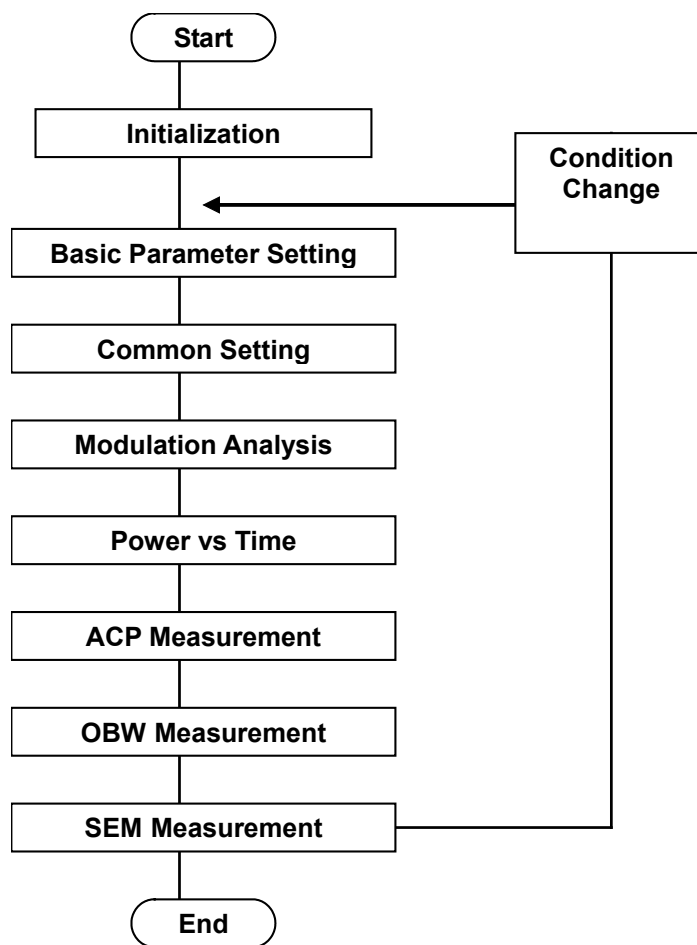 Start
Initialization
Condition
Change
Basic Parameter Setting
Common Setting
Modulation Analysis
Power vs Time
ACP Measurement
OBW Measurement
SEM Measurement
End